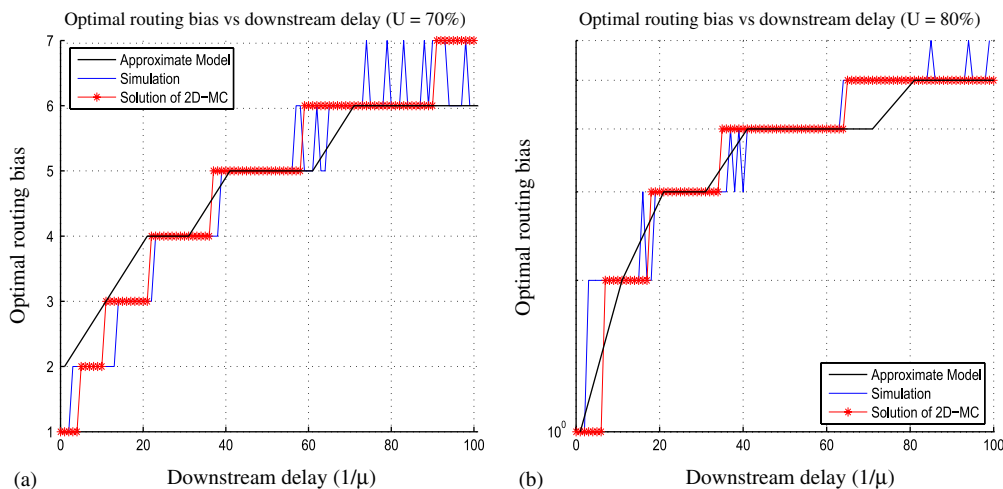 Optimal routing bias vs downstream delay (U = 70%)
7
6
5
4
3
2
1
Optimal routing bias
Approximate Model
Simulation
Solution of 2D-MC
0 20 40 60 80 100
(a) Downstream delay (1/μ)
Optimal routing bias vs downstream delay (U = 80%)
10^0
Optimal routing bias
Approximate Model
Simulation
Solution of 2D-MC
0 20 40 60 80 100
(b) Downstream delay (1/μ)